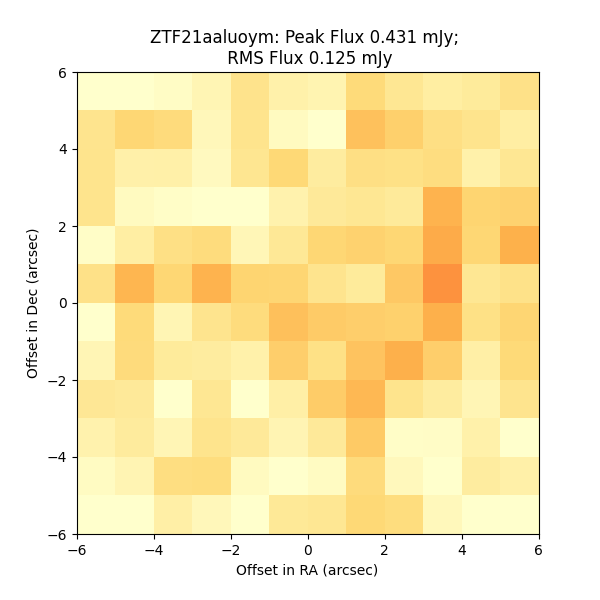 ZTF21aaluoym: Peak Flux 0.431 mJy;
RMS Flux 0.125 mJy
6
4
2
0
−2
−4
−6
Offset in Dec (arcsec)
−6 −4 −2 0 2 4 6
Offset in RA (arcsec)